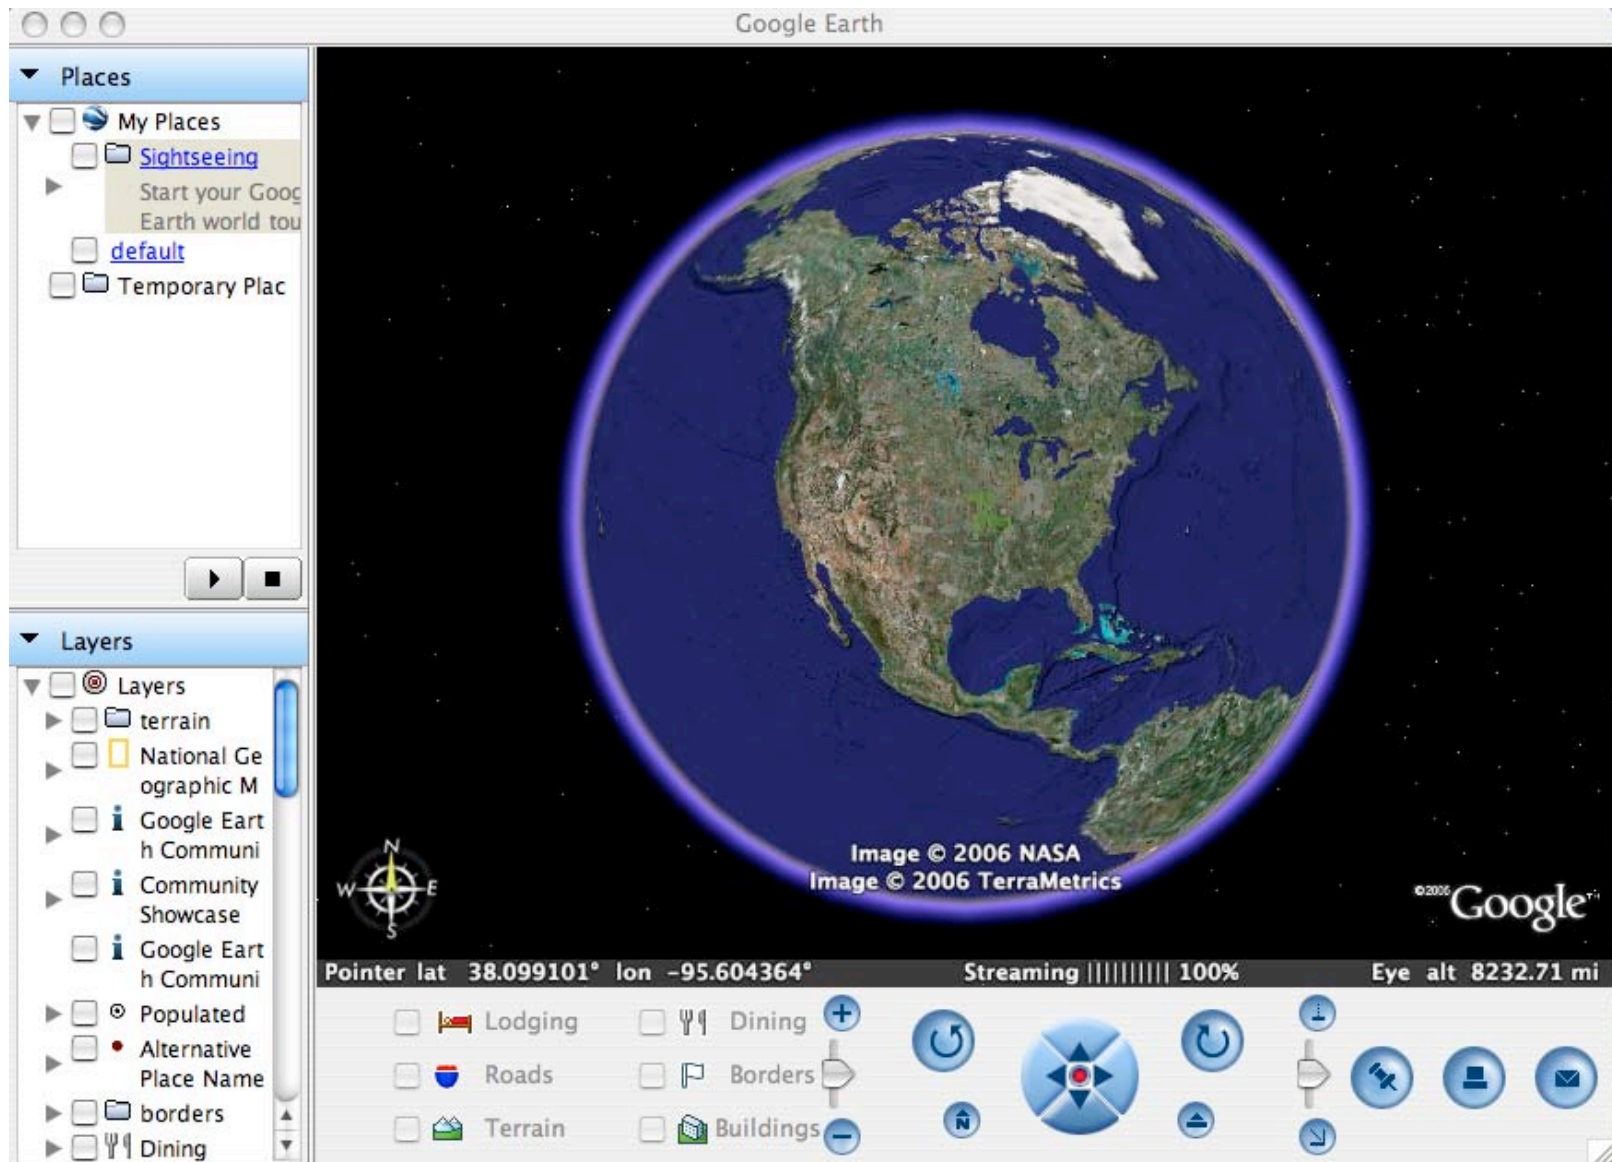 Google Earth
Places
My Places
Sightseeing
Start your Goog
Earth world tou
default
Temporary Plac
Layers
Layers
terrain
National Ge
ographic M
Google Eart
h Communi
Community
Showcase
Google Eart
h Communi
Populated
Alternative
Place Name
borders
Dining
N
W E
S
Image © 2006 NASA
Image © 2006 TerraMetrics
©2006 Google™
Pointer lat 38.099101° lon -95.604364° Streaming |||||||||| 100% Eye alt 8232.71 mi
Lodging Dining
Roads Borders
Terrain Buildings
N